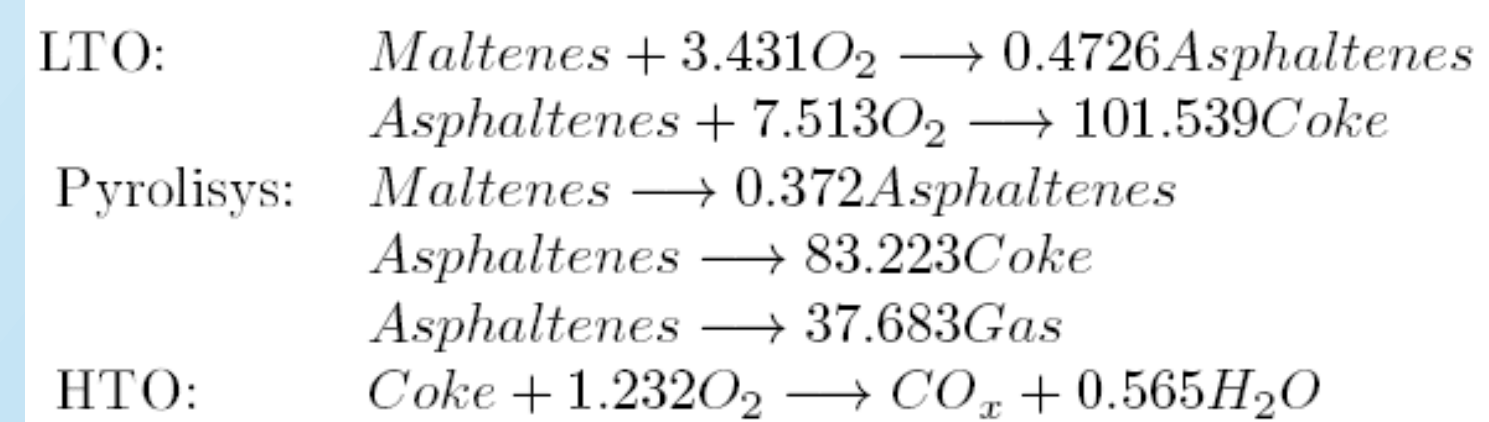 LTO: Maltenes + 3.431O₂ ⟶ 0.4726Asphaltenes
Asphaltenes + 7.513O₂ ⟶ 101.539Coke
Pyrolisys: Maltenes ⟶ 0.372Asphaltenes
Asphaltenes ⟶ 83.223Coke
Asphaltenes ⟶ 37.683Gas
HTO: Coke + 1.232O₂ ⟶ COₓ + 0.565H₂O